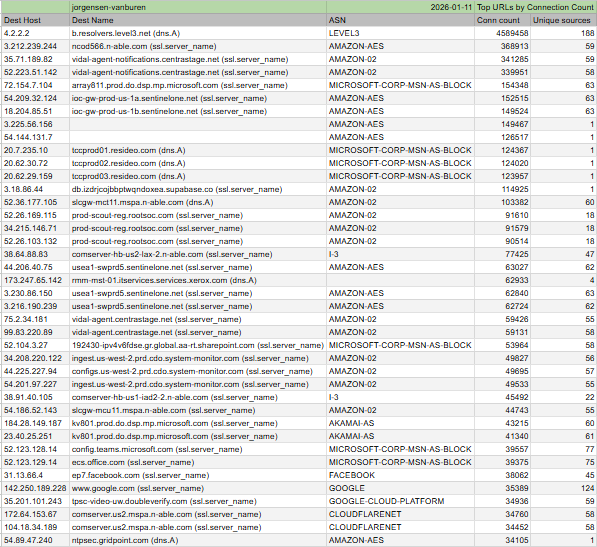 jorgensen-vanburen 2026-01-11 Top URLs by Connection Count
Dest Host Dest Name ASN Conn count Unique sources
4.2.2.2 b.resolvers.level3.net (dns.A) LEVEL3 4589458 188
3.212.239.244 ncod566.n-able.com (ssl.server_name) AMAZON-AES 368913 59
35.71.189.82 vidal-agent-notifications.centrastage.net (ssl.server_name) AMAZON-02 341285 59
52.223.51.142 vidal-agent-notifications.centrastage.net (ssl.server_name) AMAZON-02 339951 58
72.154.7.104 array811.prod.do.dsp.mp.microsoft.com (ssl.server_name) MICROSOFT-CORP-MSN-AS-BLOCK 154348 63
54.209.32.124 ioc-gw-prod-us-1a.sentinelone.net (ssl.server_name) AMAZON-AES 152515 63
18.204.85.51 ioc-gw-prod-us-1b.sentinelone.net (ssl.server_name) AMAZON-AES 149524 63
3.225.56.156 AMAZON-AES 149467 1
54.144.131.7 AMAZON-AES 126517 1
20.7.235.10 tccprod01.resideo.com (dns.A) MICROSOFT-CORP-MSN-AS-BLOCK 124367 1
20.62.30.72 tccprod02.resideo.com (dns.A) MICROSOFT-CORP-MSN-AS-BLOCK 124020 1
20.62.29.159 tccprod03.resideo.com (dns.A) MICROSOFT-CORP-MSN-AS-BLOCK 123957 1
3.18.86.44 db.izdrjcojbbptwqndoxea.supabase.co (dns.A) AMAZON-02 114925 1
52.36.177.105 slcgw-mct11.mspa.n-able.com (dns.A) AMAZON-02 103382 60
52.26.169.115 prod-scout-reg.rootsoc.com (ssl.server_name) AMAZON-02 91610 18
34.215.146.71 prod-scout-reg.rootsoc.com (ssl.server_name) AMAZON-02 91579 18
52.26.103.132 prod-scout-reg.rootsoc.com (ssl.server_name) AMAZON-02 90514 18
38.64.88.83 comserver-hb-us2-lax-2.n-able.com (ssl.server_name) I-3 77425 47
44.206.40.75 usea1-swprd5.sentinelone.net (ssl.server_name) AMAZON-AES 63027 62
173.247.65.142 rmm-mst-01.itservices.services.xerox.com (dns.A) 62933 4
3.230.86.150 usea1-swprd5.sentinelone.net (ssl.server_name) AMAZON-AES 62840 63
3.216.190.239 usea1-swprd5.sentinelone.net (ssl.server_name) AMAZON-AES 62724 62
75.2.34.181 vidal-agent.centrastage.net (ssl.server_name) AMAZON-02 59426 55
99.83.220.89 vidal-agent.centrastage.net (ssl.server_name) AMAZON-02 59131 58
52.104.3.27 192430-ipv4v6fdse.gr.global.aa-rt.sharepoint.com (ssl.server_name) MICROSOFT-CORP-MSN-AS-BLOCK 53964 58
34.208.220.122 ingest.us-west-2.prd.cdo.system-monitor.com (ssl.server_name) AMAZON-02 49827 56
44.225.227.94 configs.us-west-2.prd.cdo.system-monitor.com (ssl.server_name) AMAZON-02 49695 57
54.201.97.227 ingest.us-west-2.prd.cdo.system-monitor.com (ssl.server_name) AMAZON-02 49533 55
38.91.40.105 comserver-hb-us1-iad2-2.n-able.com (ssl.server_name) I-3 45492 22
54.186.52.143 slcgw-mcu11.mspa.n-able.com (ssl.server_name) AMAZON-02 44743 55
184.28.149.187 kv801.prod.do.dsp.mp.microsoft.com (ssl.server_name) AKAMAI-AS 43215 60
23.40.25.251 kv801.prod.do.dsp.mp.microsoft.com (ssl.server_name) AKAMAI-AS 41340 61
52.123.128.14 config.teams.microsoft.com (ssl.server_name) MICROSOFT-CORP-MSN-AS-BLOCK 39557 77
52.123.129.14 ecs.office.com (ssl.server_name) MICROSOFT-CORP-MSN-AS-BLOCK 39375 75
31.13.66.4 ep7.facebook.com (ssl.server_name) FACEBOOK 38062 45
142.250.189.228 www.google.com (ssl.server_name) GOOGLE 35389 124
35.201.101.243 tpsc-video-uw.doubleverify.com (ssl.server_name) GOOGLE-CLOUD-PLATFORM 34936 59
172.64.153.67 comserver.us2.mspa.n-able.com (ssl.server_name) CLOUDFLARENET 34760 58
104.18.34.189 comserver.us2.mspa.n-able.com (ssl.server_name) CLOUDFLARENET 34452 58
54.89.47.240 ntpsec.gridpoint.com (dns.A) AMAZON-AES 34105 1